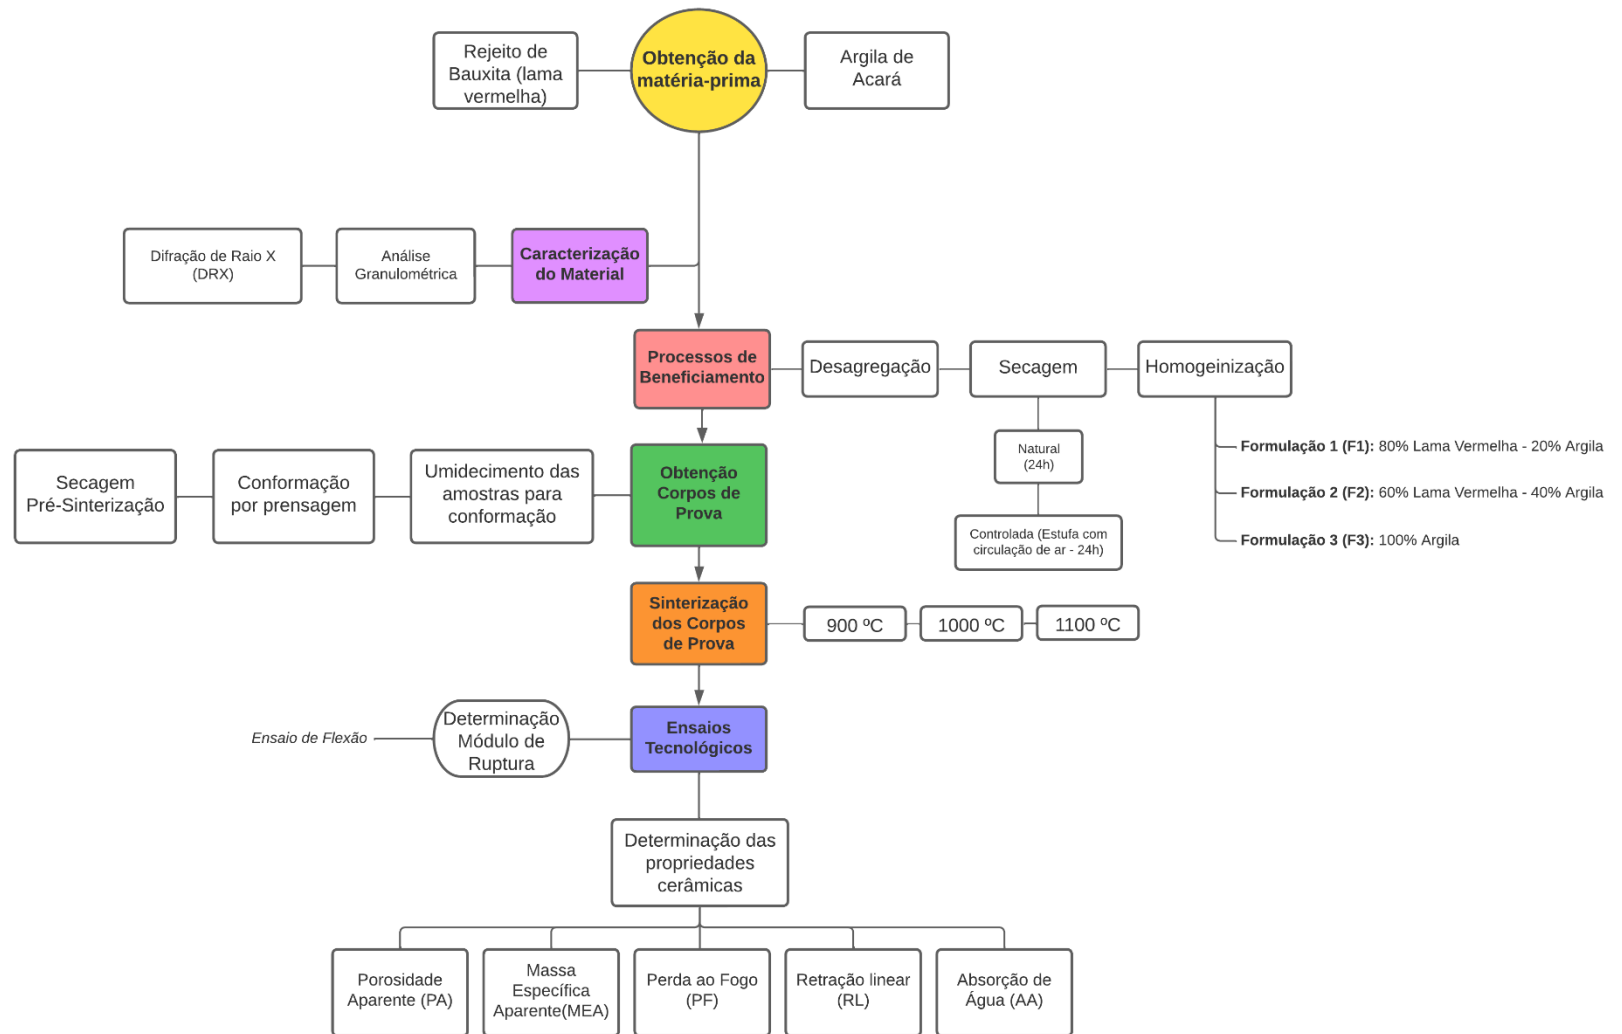 Rejeito de
Bauxita (lama
vermelha)
Obtenção da
matéria-prima
Argila de
Acará
Difração de Raio X
(DRX)
Análise
Granulométrica
Caracterização
do Material
Processos de
Beneficiamento
Desagregação
Secagem
Homogeinização
Natural
(24h)
Controlada (Estufa com
circulação de ar - 24h)
Formulação 1 (F1): 80% Lama Vermelha - 20% Argila
Formulação 2 (F2): 60% Lama Vermelha - 40% Argila
Formulação 3 (F3): 100% Argila
Secagem
Pré-Sinterização
Conformação
por prensagem
Umidecimento das
amostras para
conformação
Obtenção
Corpos de
Prova
Sinterização
dos Corpos
de Prova
900 ºC
1000 ºC
1100 ºC
Ensaio de Flexão
Determinação
Módulo de
Ruptura
Ensaios
Tecnológicos
Determinação das
propriedades
cerâmicas
Porosidade
Aparente (PA)
Massa
Específica
Aparente(MEA)
Perda ao Fogo
(PF)
Retração linear
(RL)
Absorção de
Água (AA)